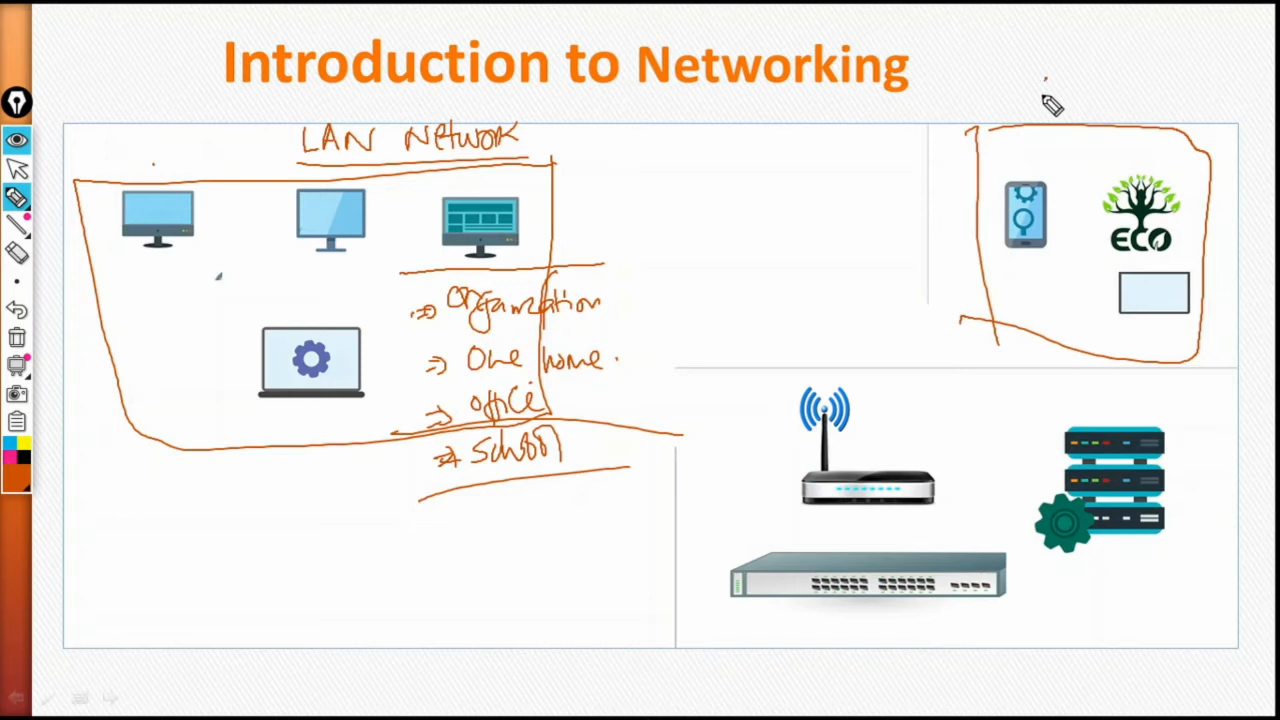 Introduction to Networking
LAN Network
ECO
⇒ Organization
⇒ One home.
⇒ office
⇒ School